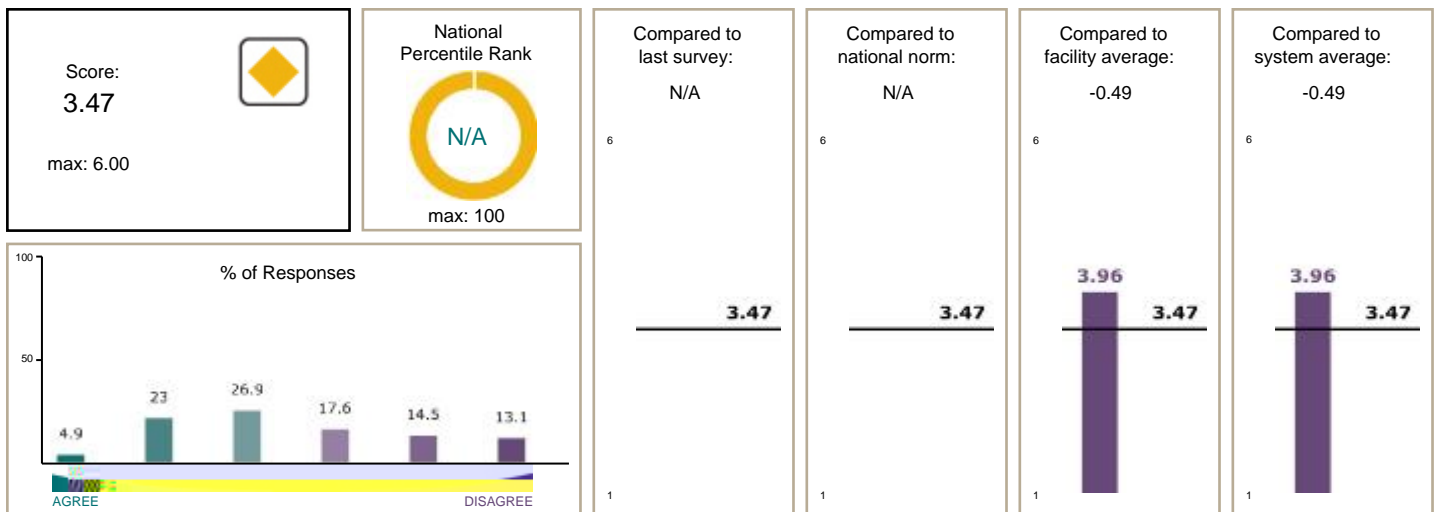 Score:
3.47
max: 6.00
National
Percentile Rank
N/A
max: 100
% of Responses
100
50
4.9
23
26.9
17.6
14.5
13.1
AGREE
DISAGREE
Compared to
last survey:
N/A
6
3.47
1
Compared to
national norm:
N/A
6
3.47
1
Compared to
facility average:
-0.49
6
3.96
3.47
1
Compared to
system average:
-0.49
6
3.96
3.47
1